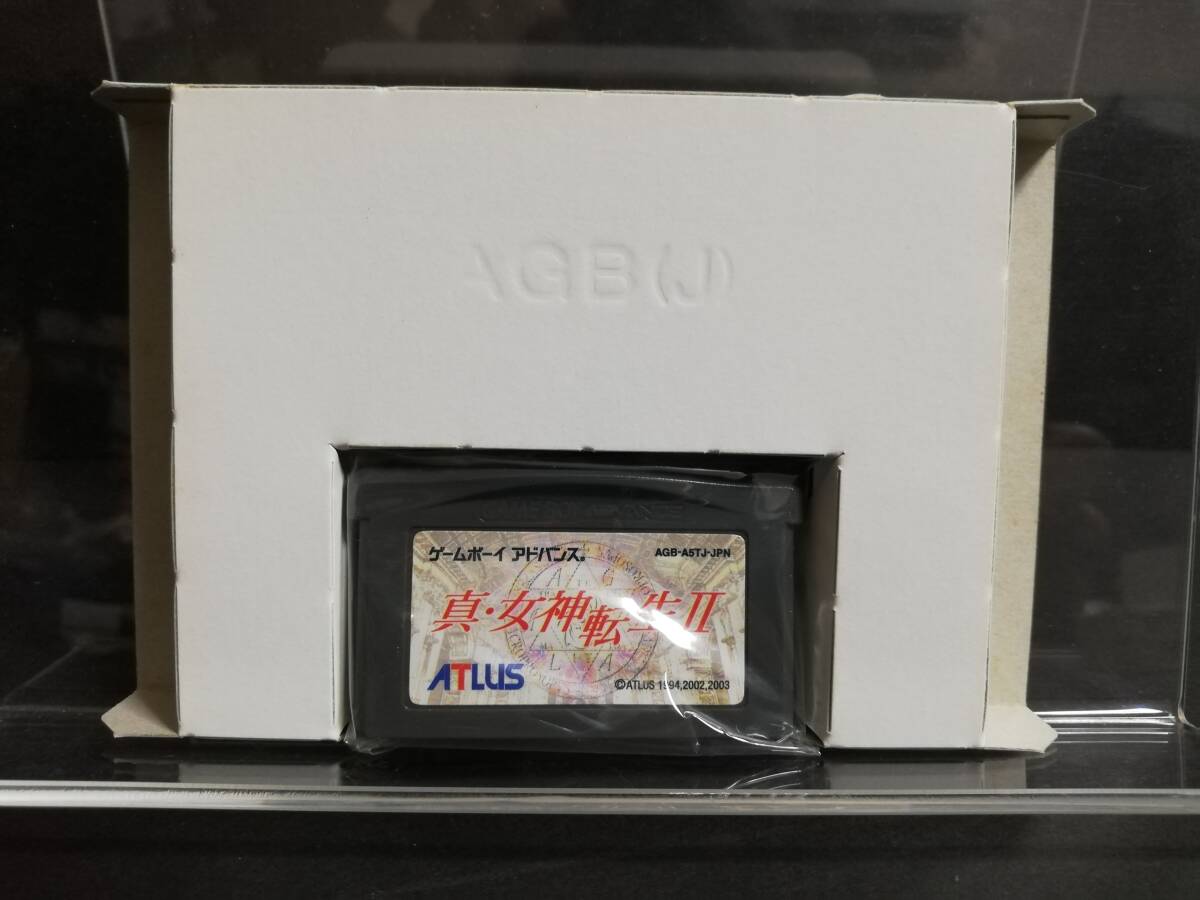 AGB(J)
ゲームボーイ アドバンス®
AGB-A5TJ-JPN
真・女神転生II
ATLUS
©ATLUS 1994,2002,2003